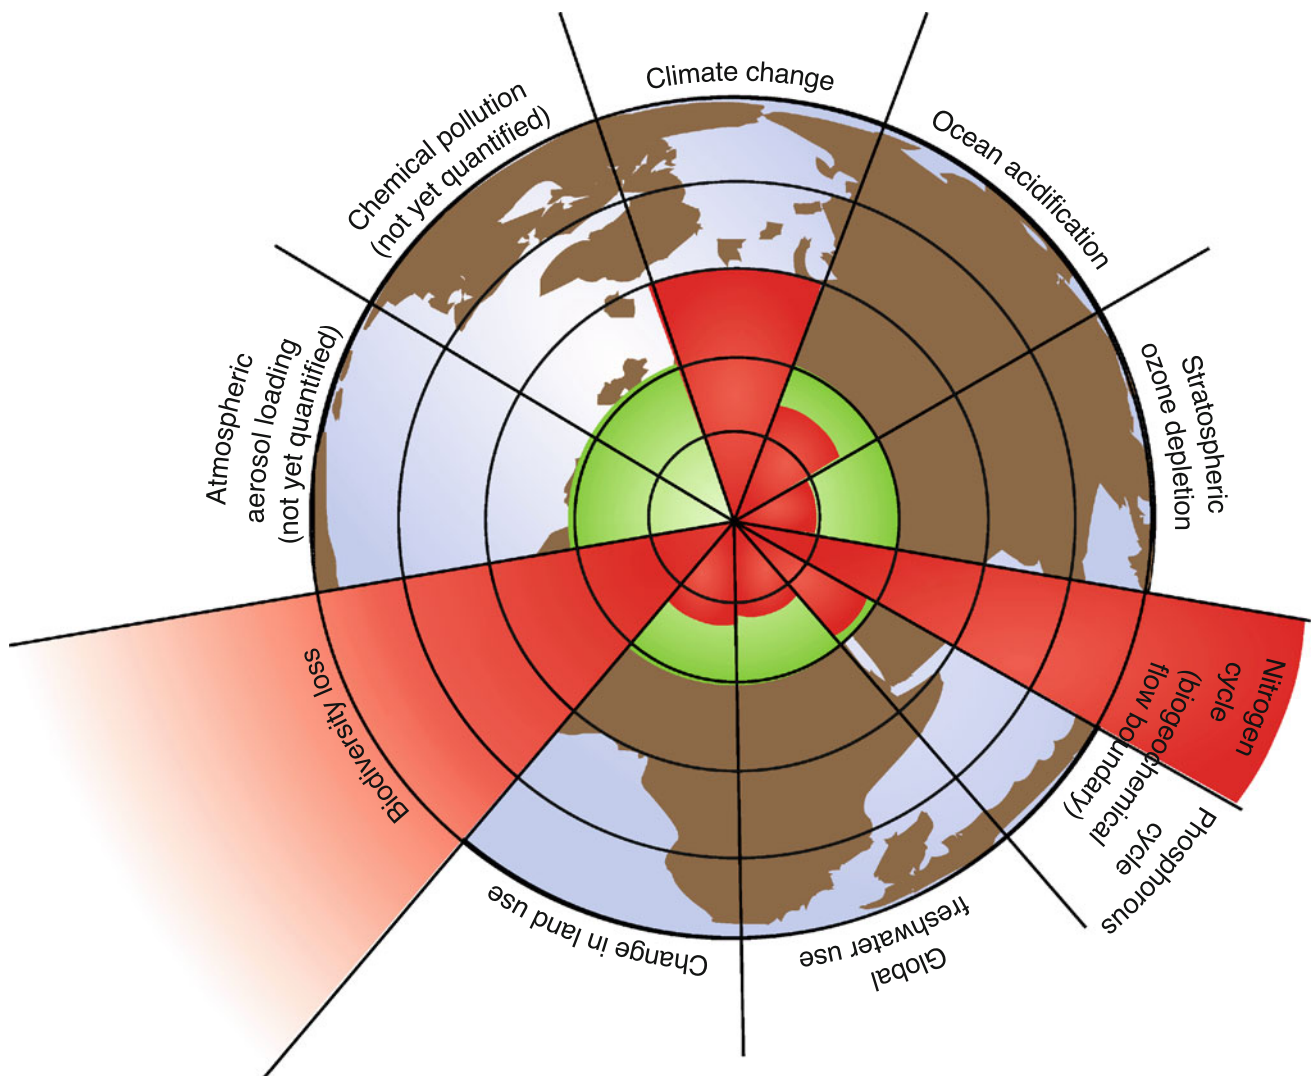 Climate change
Ocean acidification
Stratospheric
ozone depletion
Nitrogen
cycle
(biogeochemical
flow boundary)
Phosphorous
cycle
Global
freshwater use
Change in land use
Biodiversity loss
Atmospheric
aerosol loading
(not yet quantified)
Chemical pollution
(not yet quantified)